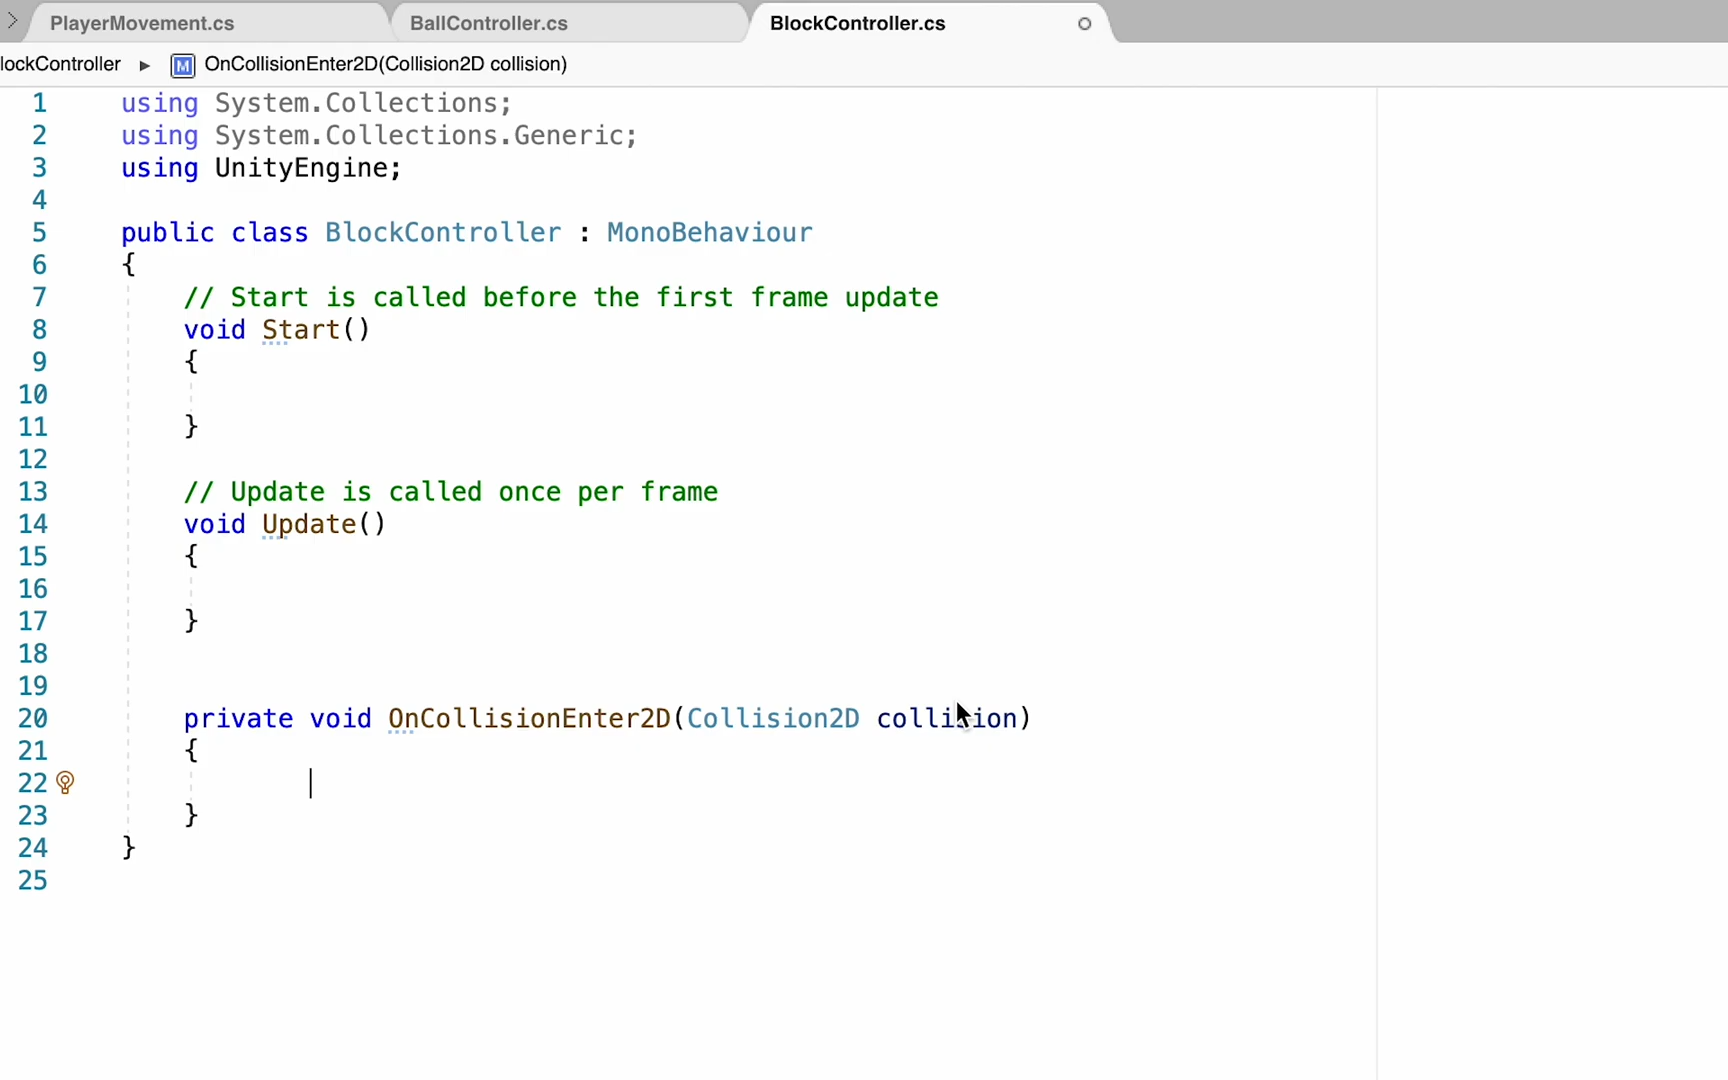 PlayerMovement.cs BallController.cs BlockController.cs
lockController ▸ M OnCollisionEnter2D(Collision2D collision)
1 using System.Collections;
2 using System.Collections.Generic;
3 using UnityEngine;
4
5 public class BlockController : MonoBehaviour
6 {
7 // Start is called before the first frame update
8 void Start()
9 {
10
11 }
12
13 // Update is called once per frame
14 void Update()
15 {
16
17 }
18
19
20 private void OnCollisionEnter2D(Collision2D collision)
21 {
22
23 }
24 }
25